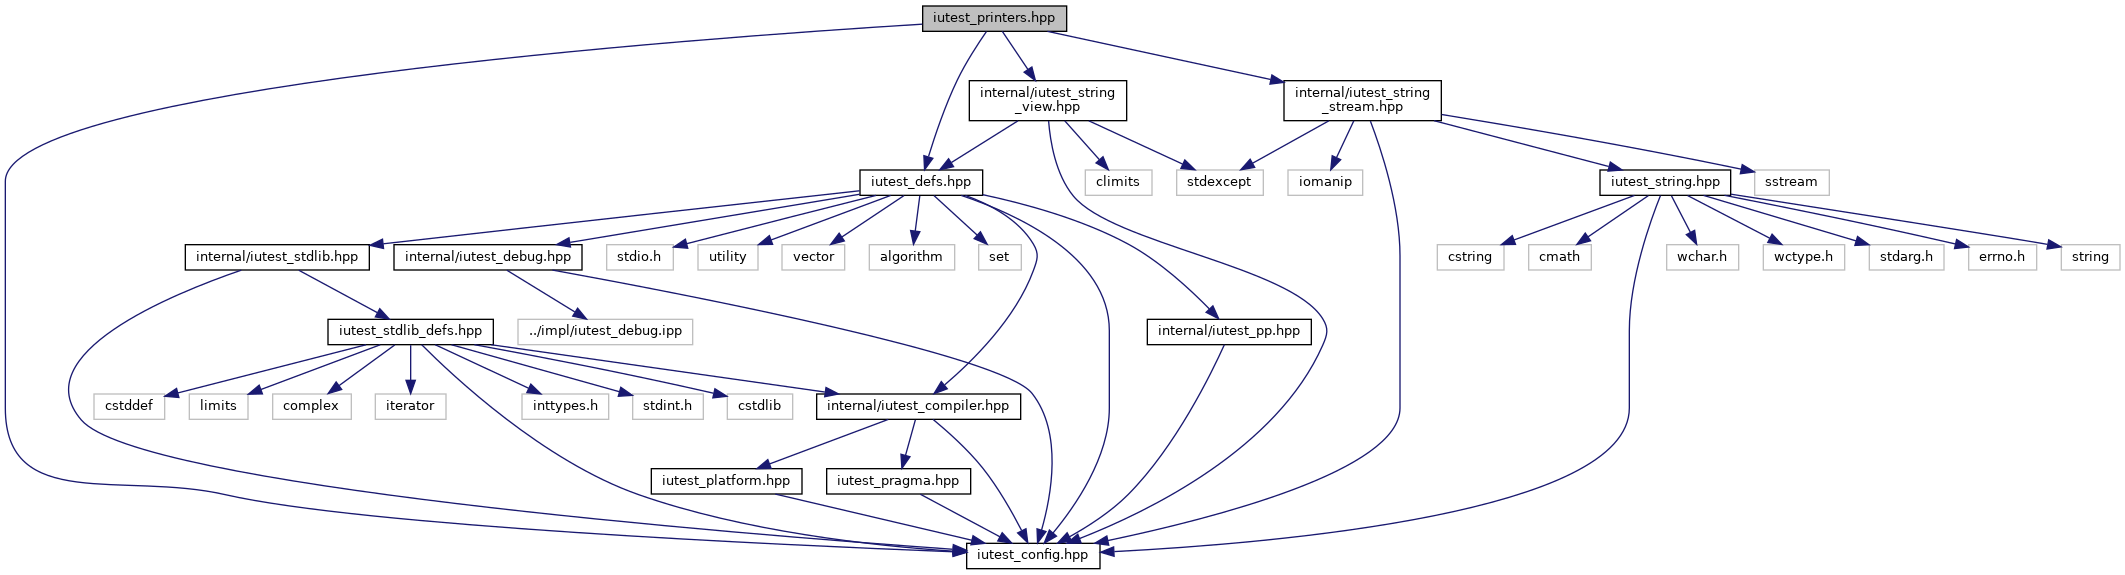 iutest_printers.hpp
internal/iutest_string
_view.hpp
internal/iutest_string
_stream.hpp
iutest_defs.hpp
climits
stdexcept
iomanip
iutest_string.hpp
sstream
internal/iutest_stdlib.hpp
internal/iutest_debug.hpp
stdio.h
utility
vector
algorithm
set
cstring
cmath
wchar.h
wctype.h
stdarg.h
errno.h
string
iutest_stdlib_defs.hpp
../impl/iutest_debug.ipp
internal/iutest_pp.hpp
cstddef
limits
complex
iterator
inttypes.h
stdint.h
cstdlib
internal/iutest_compiler.hpp
iutest_platform.hpp
iutest_pragma.hpp
iutest_config.hpp